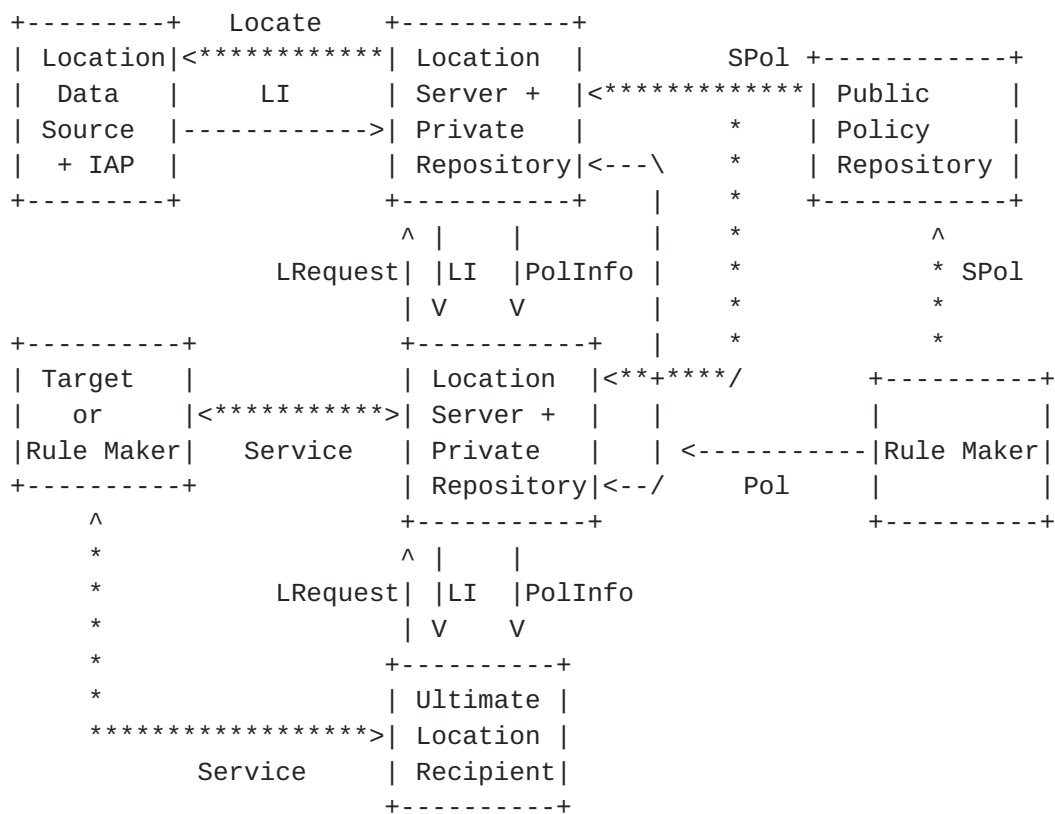 +---------+   Locate    +-----------+
| Location|<************| Location  |         SPol +------------+
|  Data   |     LI      | Server +  |<*************| Public     |
| Source  |------------>| Private   |         *    | Policy     |
|  + IAP  |             | Repository|<---\    *    | Repository |
+---------+             +-----------+    |    *    +------------+
                         ^ |    |        |    *           ^
                 LRequest| |LI  |PolInfo |    *           * SPol
                         | V    V        |    *           *
+----------+             +-----------+   |    *           *
| Target   |             | Location  |<**+****/        +----------+
|    or    |<***********>| Server +  |   |             |          |
|Rule Maker|   Service   | Private   |   | <-----------|Rule Maker|
+----------+             | Repository|<--/    Pol      |          |
     ^                   +-----------+                 +----------+
     *                   ^ |    |
     *           LRequest| |LI  |PolInfo
     *                   | V    V
     *                  +----------+
     *                  | Ultimate |
     ******************>| Location |
           Service      | Recipient|
                        +----------+